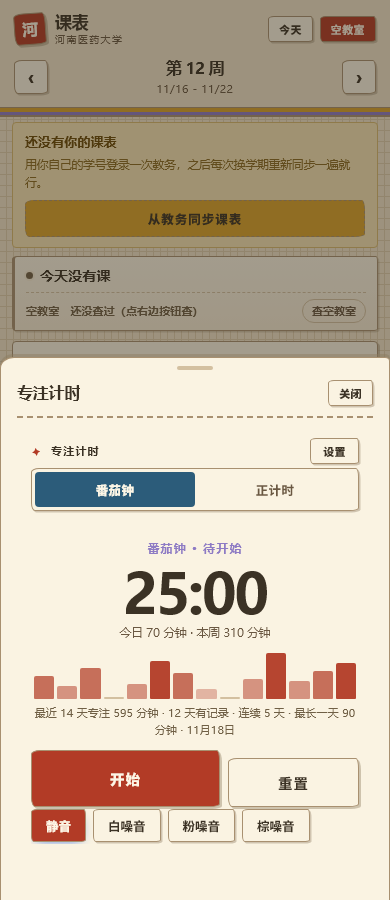 河
课表
河南医药大学
今天
空教室
‹
第 12 周
11/16 - 11/22
›
还没有你的课表
用你自己的学号登录一次教务，之后每次换学期重新同步一遍就
行。
从教务同步课表
今天没有课
空教室 还没查过（点右边按钮查）
查空教室
专注计时
关闭
专注计时
设置
番茄钟
正计时
番茄钟 • 待开始
25:00
今日 70 分钟 · 本周 310 分钟
最近 14 天专注 595 分钟 · 12 天有记录 · 连续 5 天 · 最长一天 90
分钟 · 11月18日
开始
重置
静音
白噪音
粉噪音
棕噪音